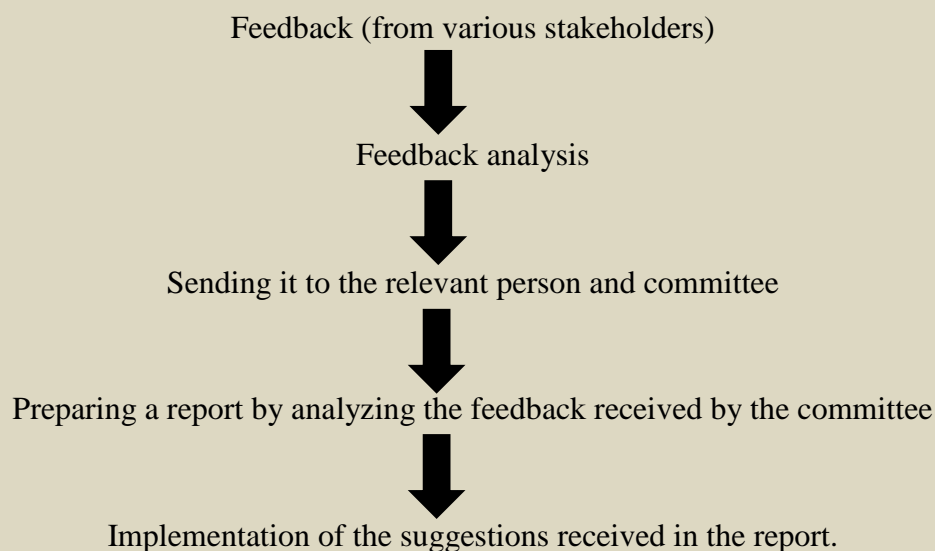 Feedback (from various stakeholders)
Feedback analysis
Sending it to the relevant person and committee
Preparing a report by analyzing the feedback received by the committee
Implementation of the suggestions received in the report.